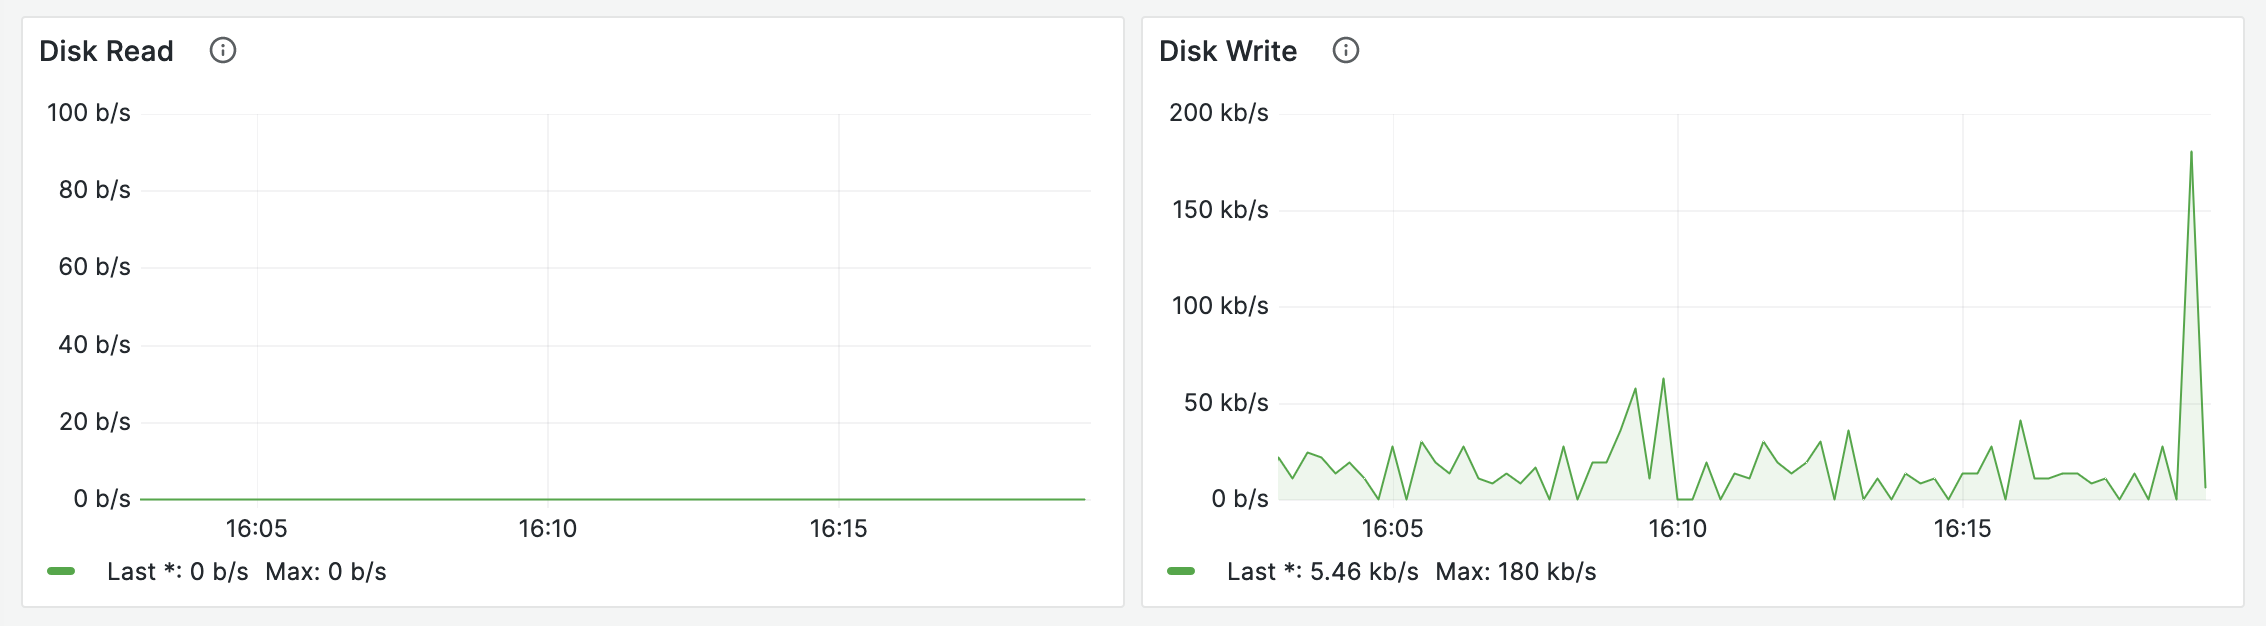 Disk Read
100 b/s
80 b/s
60 b/s
40 b/s
20 b/s
0 b/s
16:05 16:10 16:15
Last *: 0 b/s Max: 0 b/s
Disk Write
200 kb/s
150 kb/s
100 kb/s
50 kb/s
0 b/s
16:05 16:10 16:15
Last *: 5.46 kb/s Max: 180 kb/s